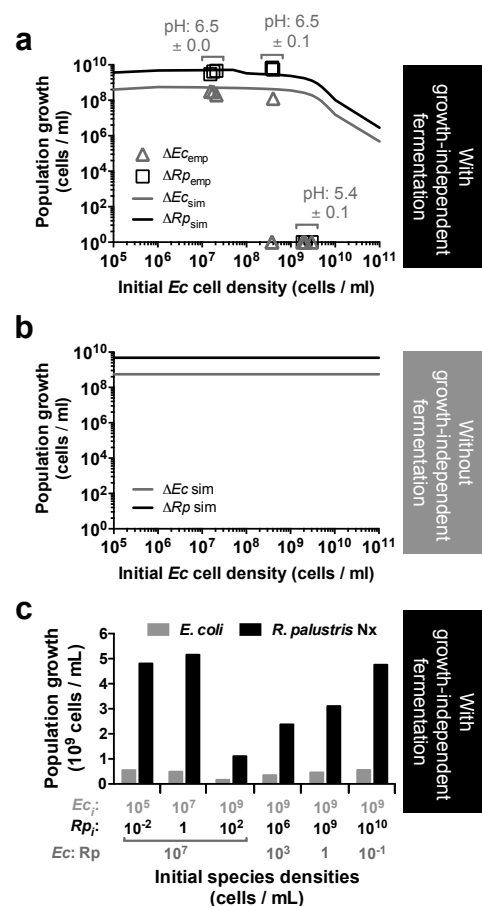 a
pH: 6.5
± 0.0
pH: 6.5
± 0.1
Population growth
(cells / ml)
10¹⁰
10⁸
10⁶
10⁴
10²
10⁰
ΔEcemp
ΔRpemp
ΔEcsim
ΔRpsim
pH: 5.4
± 0.1
10⁵ 10⁶ 10⁷ 10⁸ 10⁹ 10¹⁰ 10¹¹
Initial Ec cell density (cells / ml)
With
growth-independent
fermentation
b
Population growth
(cells / ml)
10¹⁰
10⁸
10⁶
10⁴
10²
10⁰
ΔEc sim
ΔRp sim
10⁵ 10⁶ 10⁷ 10⁸ 10⁹ 10¹⁰ 10¹¹
Initial Ec cell density (cells / ml)
Without
growth-independent
fermentation
c
E. coli R. palustris Nx
Population growth
(10⁹ cells / mL)
6
5
4
3
2
1
0
Ecᵢ: 10⁵ 10⁷ 10⁹ 10⁹ 10⁹ 10⁹
Rpᵢ: 10⁻² 1 10² 10⁶ 10⁹ 10¹⁰
Ec: Rp 10⁷ 10³ 1 10⁻¹
Initial species densities
(cells / mL)
With
growth-independent
fermentation